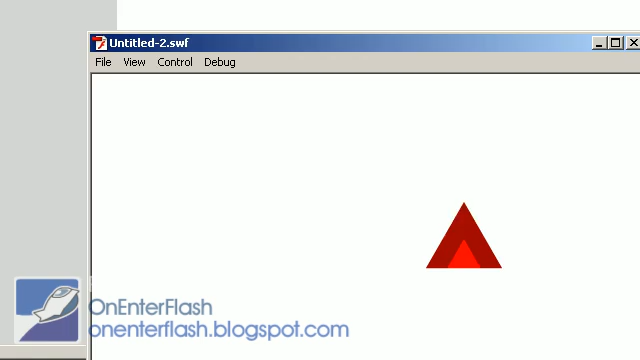 Untitled-2.swf
File View Control Debug
OnEnterFlash
onenterflash.blogspot.com